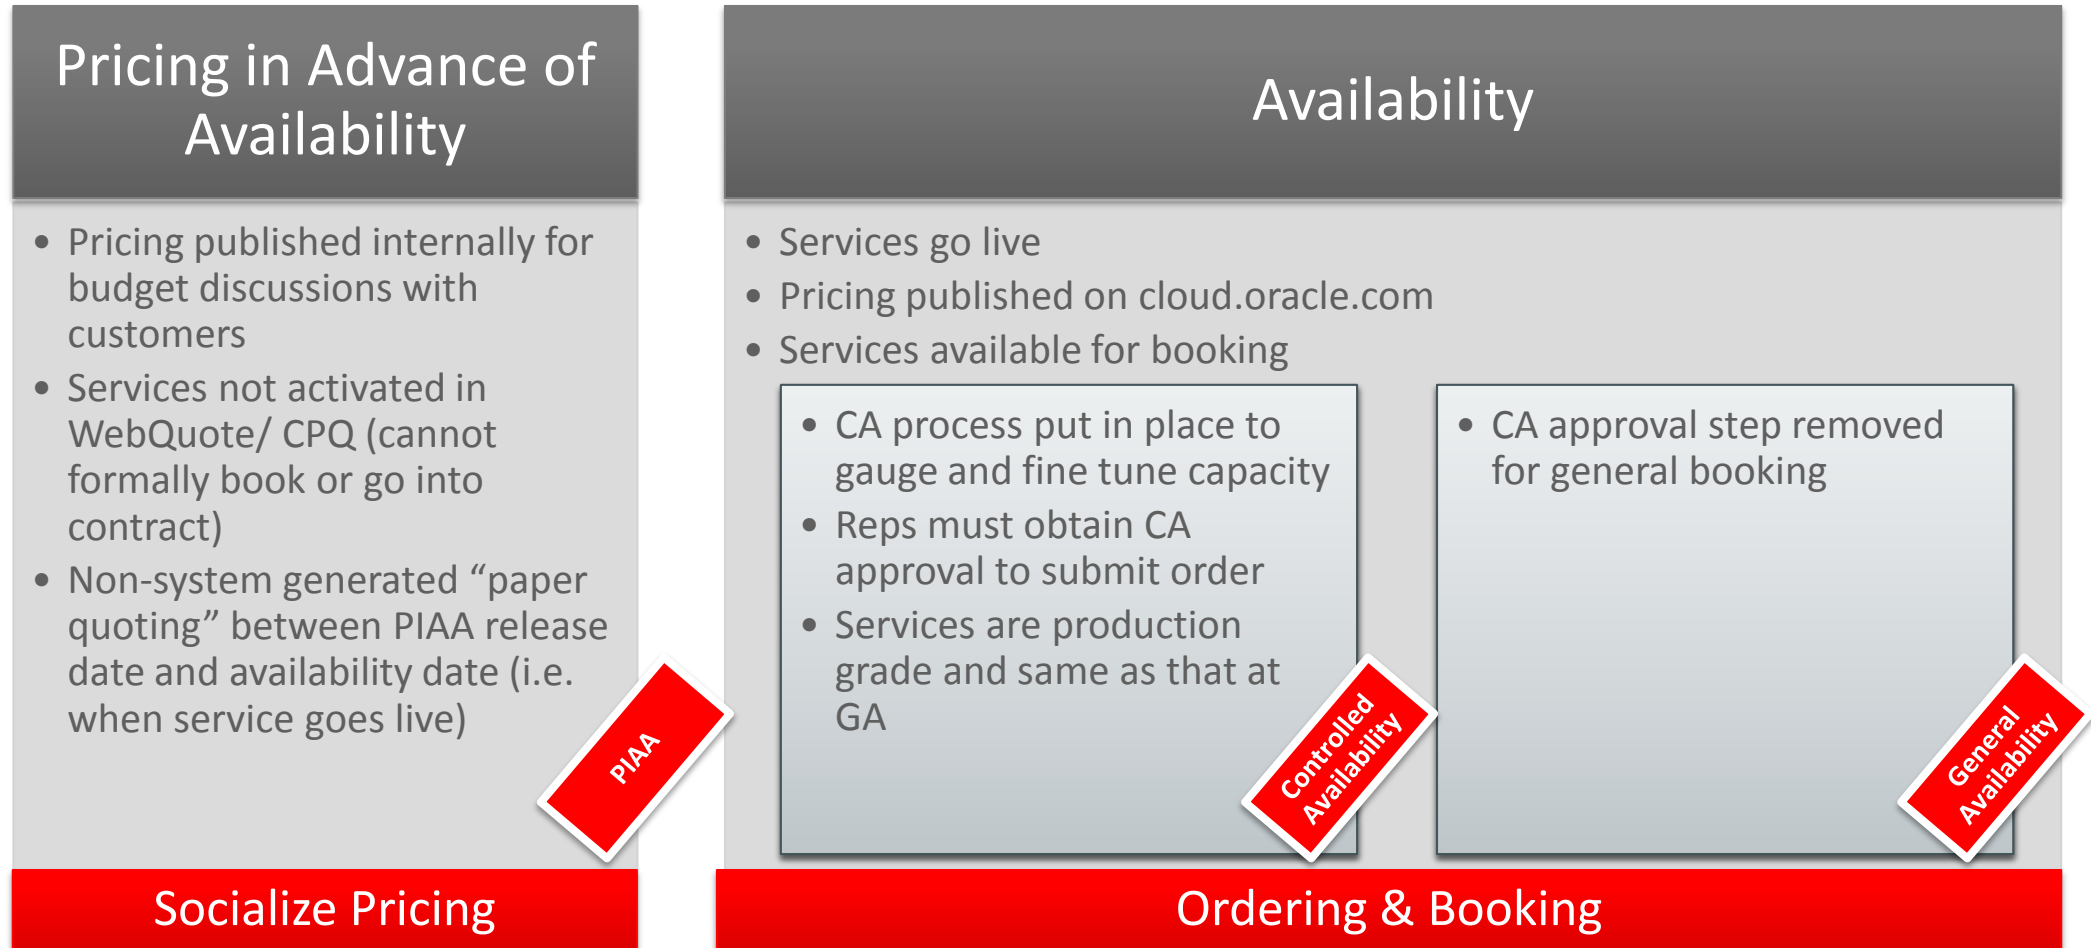 Pricing in Advance of
Availability
• Pricing published internally for
budget discussions with
customers
• Services not activated in
WebQuote/ CPQ (cannot
formally book or go into
contract)
• Non-system generated “paper
quoting” between PIAA release
date and availability date (i.e.
when service goes live)
PIAA
Socialize Pricing
Availability
• Services go live
• Pricing published on cloud.oracle.com
• Services available for booking
• CA process put in place to
gauge and fine tune capacity
• Reps must obtain CA
approval to submit order
• Services are production
grade and same as that at
GA
Controlled
Availability
• CA approval step removed
for general booking
General
Availability
Ordering & Booking